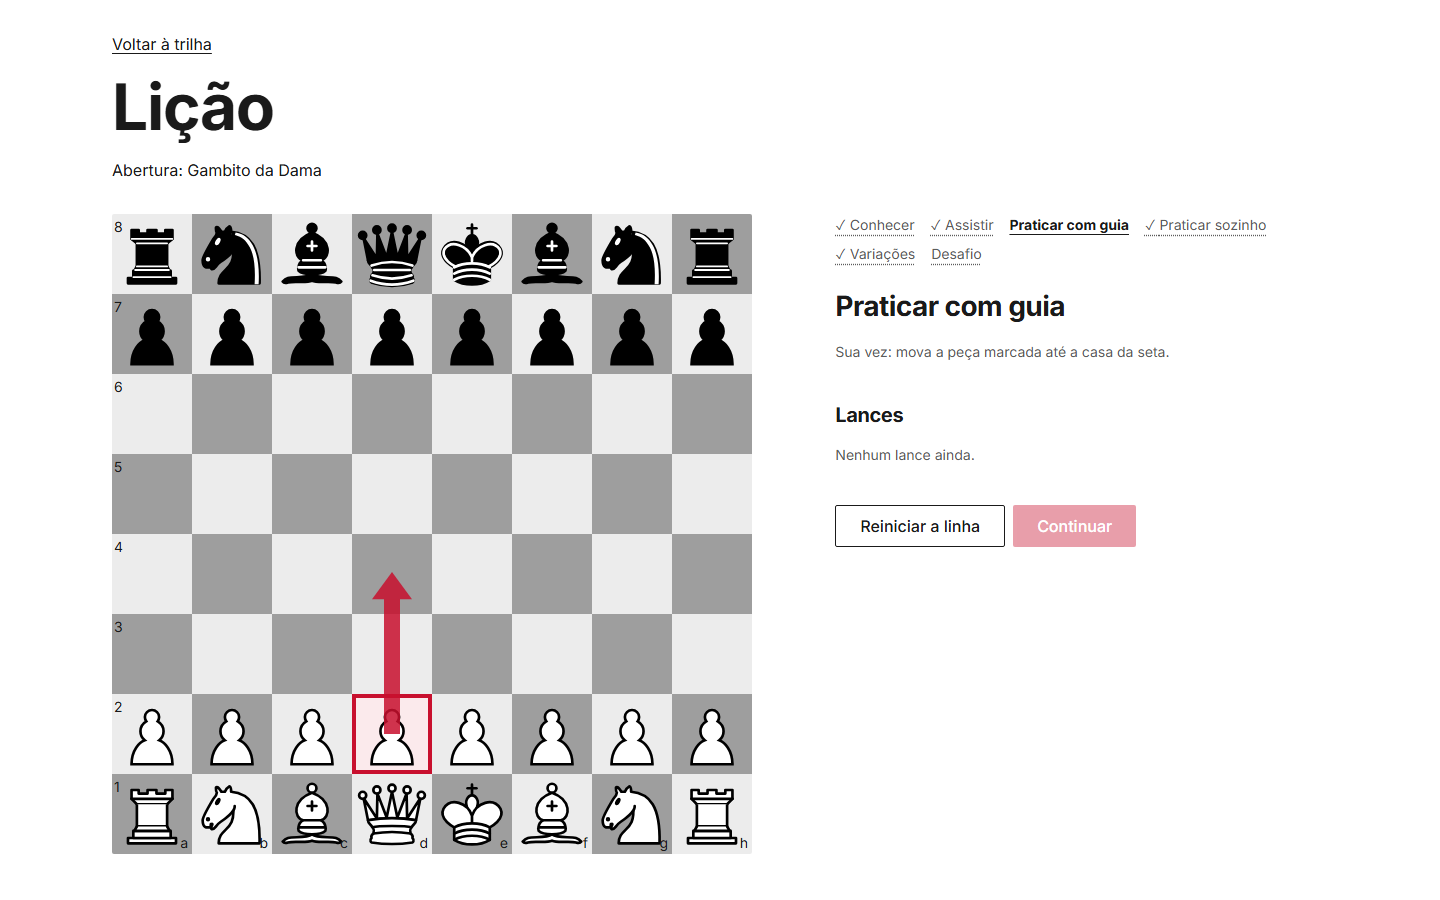 Voltar à trilha
Lição
Abertura: Gambito da Dama
8
7
6
5
4
3
2
1
a b c d e f g h
✓ Conhecer ✓ Assistir Praticar com guia ✓ Praticar sozinho
✓ Variações Desafio
Praticar com guia
Sua vez: mova a peça marcada até a casa da seta.
Lances
Nenhum lance ainda.
Reiniciar a linha Continuar